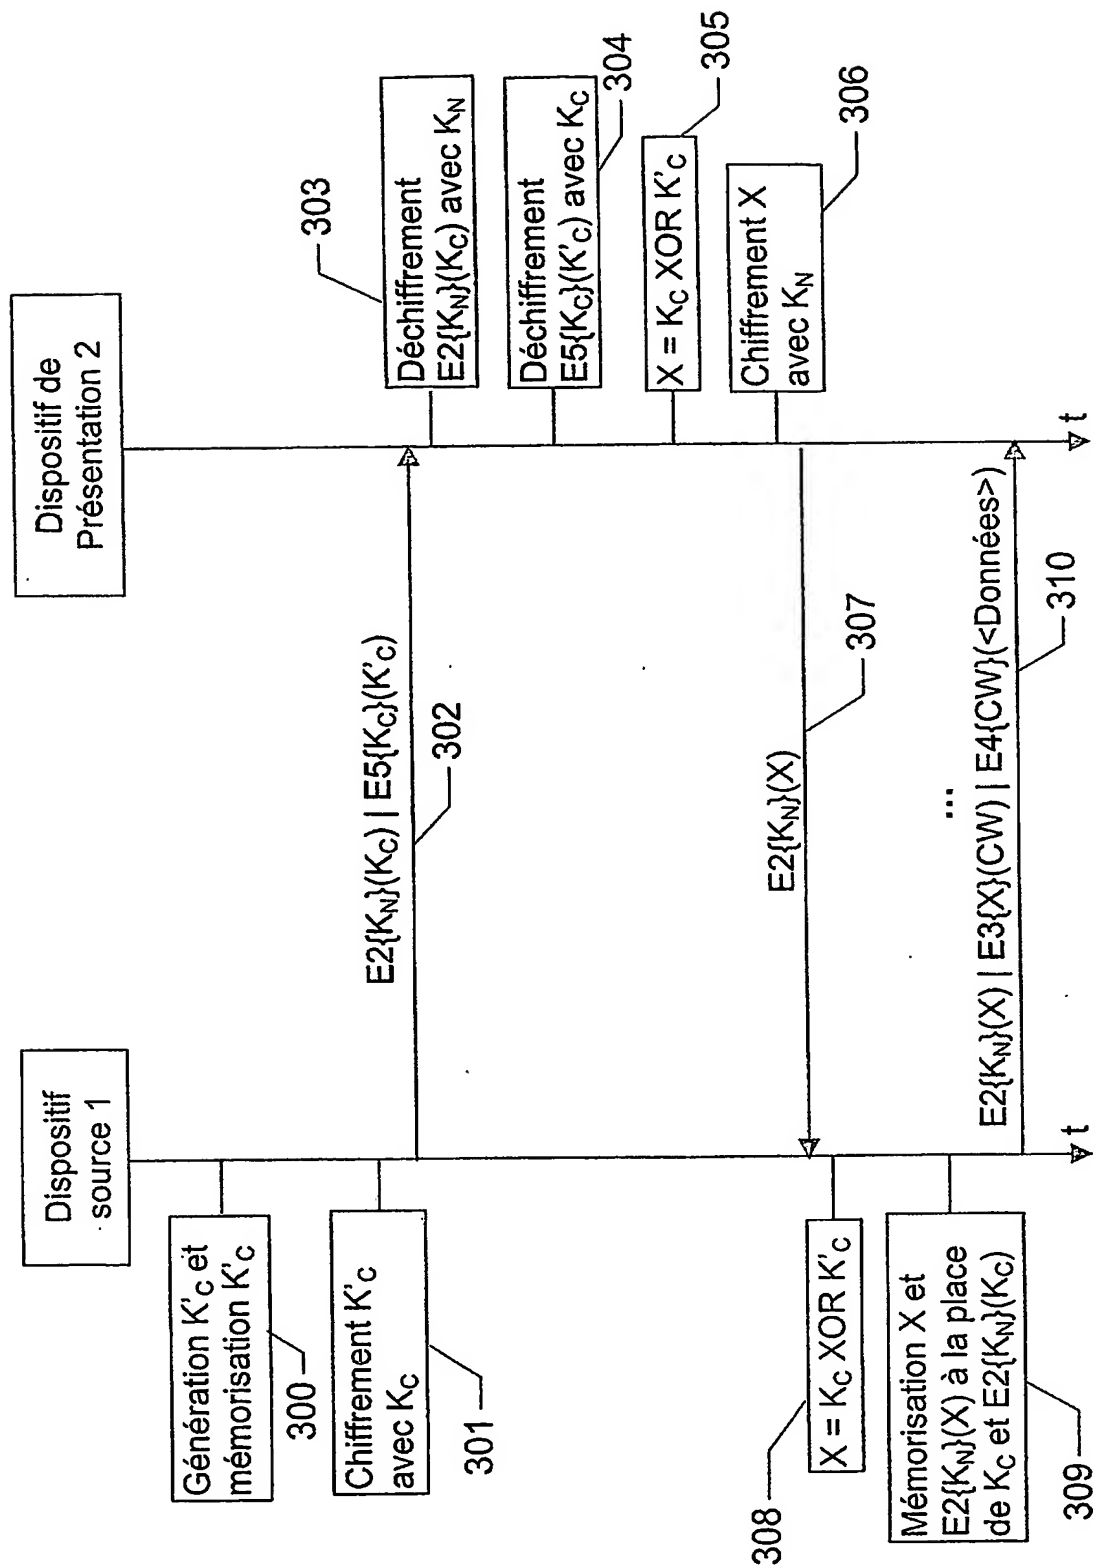 Dispositif
source 1
Dispositif de
Présentation 2
Génération K'C et
mémorisation K'C
300
Chiffrement K'C
avec KC
301
E2{KN}(KC) | E5{KC}(K'C)
302
303
Déchiffrement
E2{KN}(KC) avec KN
Déchiffrement
E5{KC}(K'C) avec KC
304
X = KC XOR K'C
305
Chiffrement X
avec KN
306
E2{KN}(X)
307
308
X = KC XOR K'C
Mémorisation X et
E2{KN}(X) à la place
de KC et E2{KN}(KC)
309
...
E2{KN}(X) | E3{X}(CW) | E4{CW}(<Données>)
310
t
t